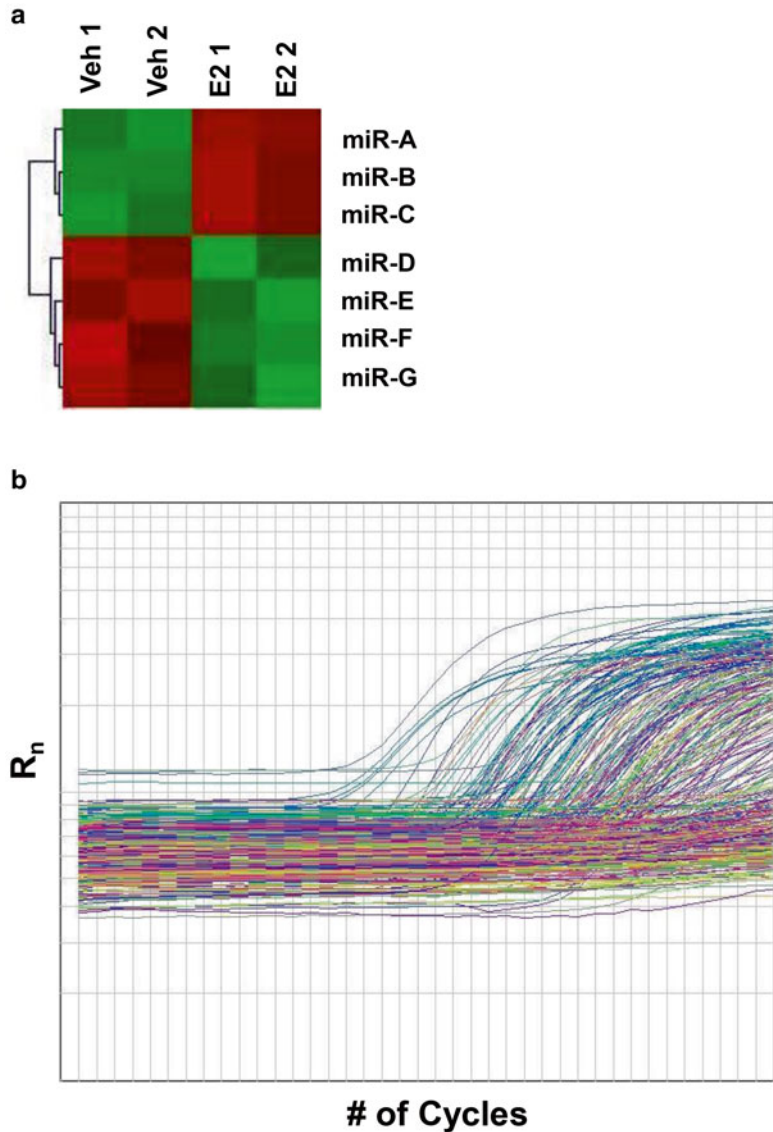 a
Veh 1
Veh 2
E2 1
E2 2
miR-A
miR-B
miR-C
miR-D
miR-E
miR-F
miR-G
b
Rn
# of Cycles